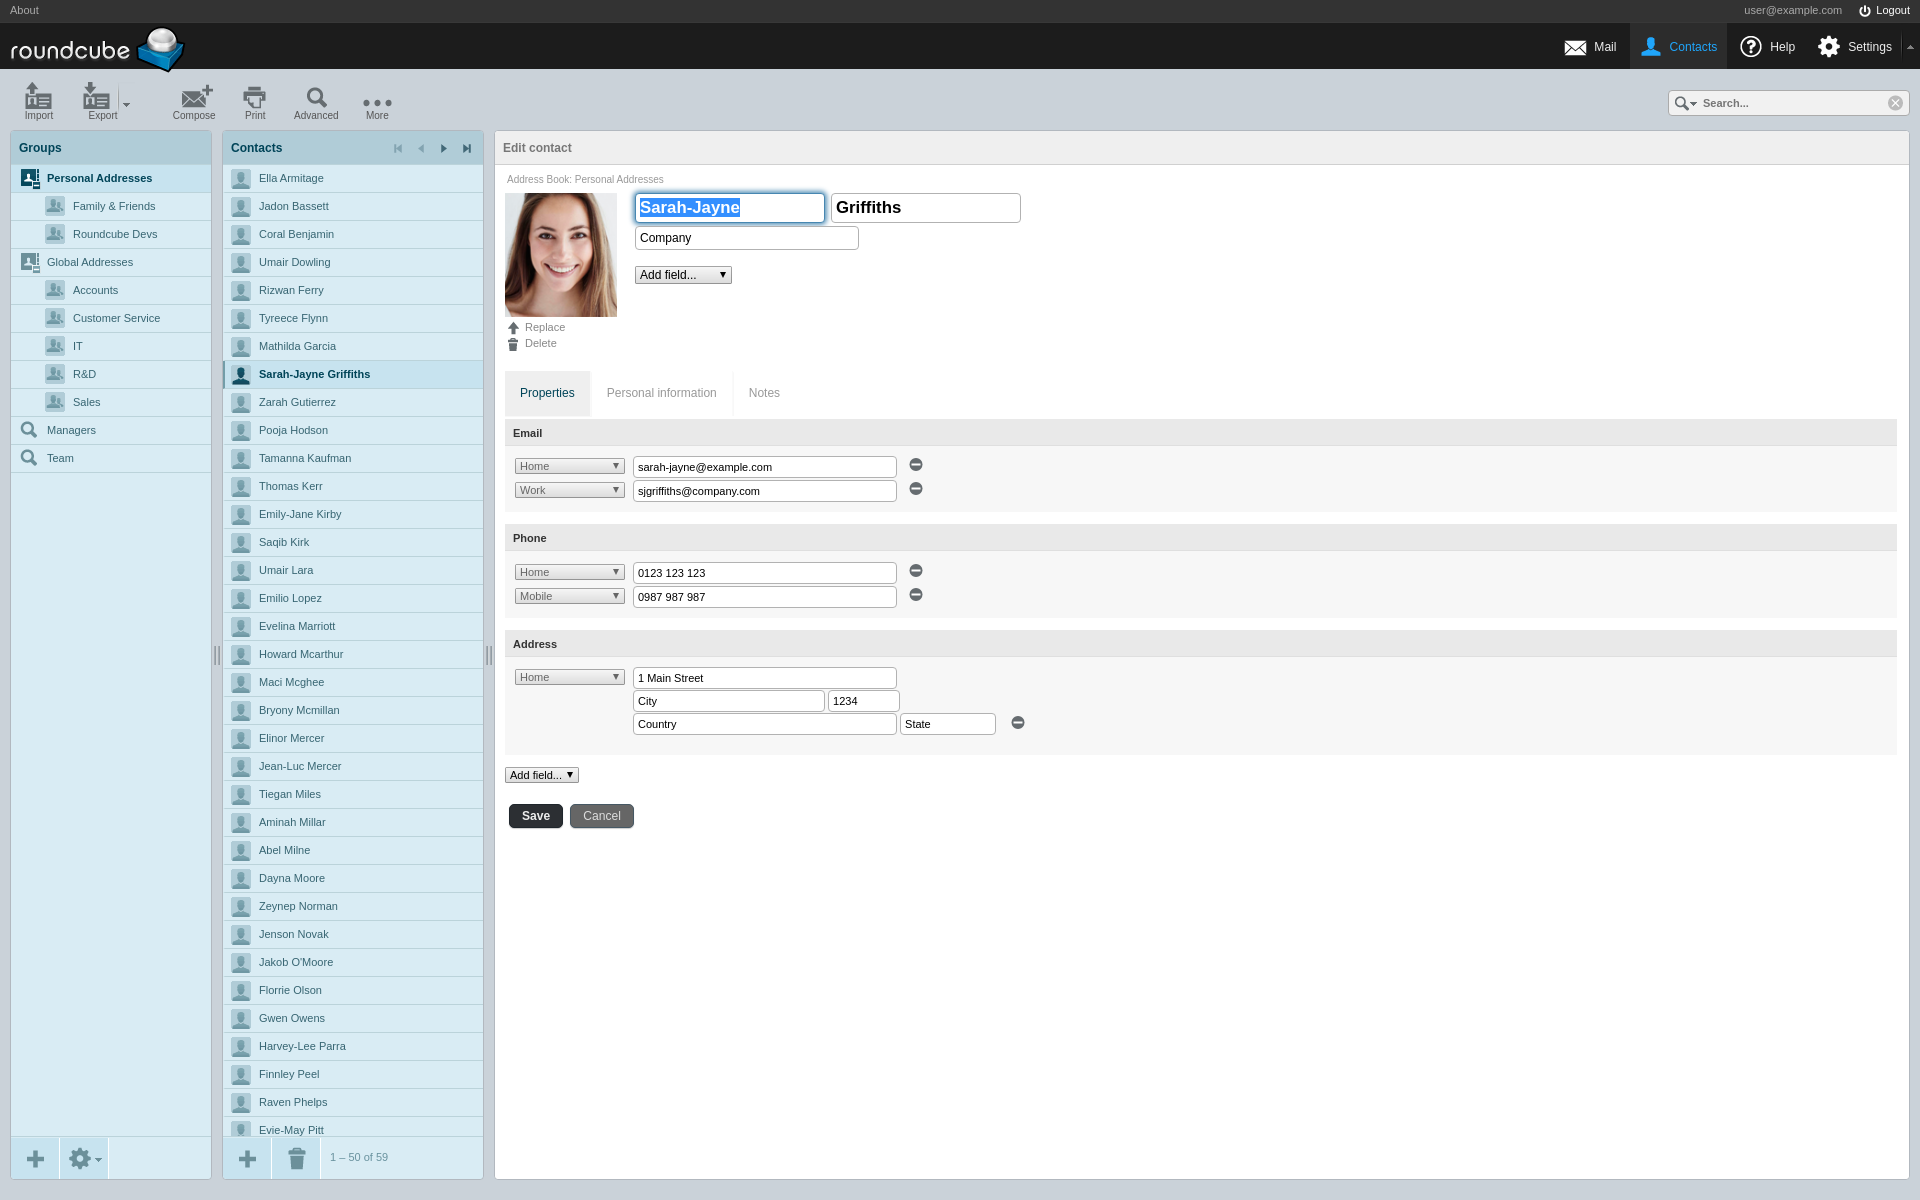 About
user@example.com Logout
roundcube
Mail Contacts Help Settings
Import Export Compose Print Advanced More
Search...
Groups
Personal Addresses
Family & Friends
Roundcube Devs
Global Addresses
Accounts
Customer Service
IT
R&D
Sales
Managers
Team
Contacts
Ella Armitage
Jadon Bassett
Coral Benjamin
Umair Dowling
Rizwan Ferry
Tyreece Flynn
Mathilda Garcia
Sarah-Jayne Griffiths
Zarah Gutierrez
Pooja Hodson
Tamanna Kaufman
Thomas Kerr
Emily-Jane Kirby
Saqib Kirk
Umair Lara
Emilio Lopez
Evelina Marriott
Howard Mcarthur
Maci Mcghee
Bryony Mcmillan
Elinor Mercer
Jean-Luc Mercer
Tiegan Miles
Aminah Millar
Abel Milne
Dayna Moore
Zeynep Norman
Jenson Novak
Jakob O'Moore
Florrie Olson
Gwen Owens
Harvey-Lee Parra
Finnley Peel
Raven Phelps
Evie-May Pitt
1 – 50 of 59
Edit contact
Address Book: Personal Addresses
Sarah-Jayne Griffiths
Company
Add field...
Replace
Delete
Properties Personal information Notes
Email
Home sarah-jayne@example.com
Work sjgriffiths@company.com
Phone
Home 0123 123 123
Mobile 0987 987 987
Address
Home 1 Main Street
City 1234
Country State
Add field...
Save Cancel